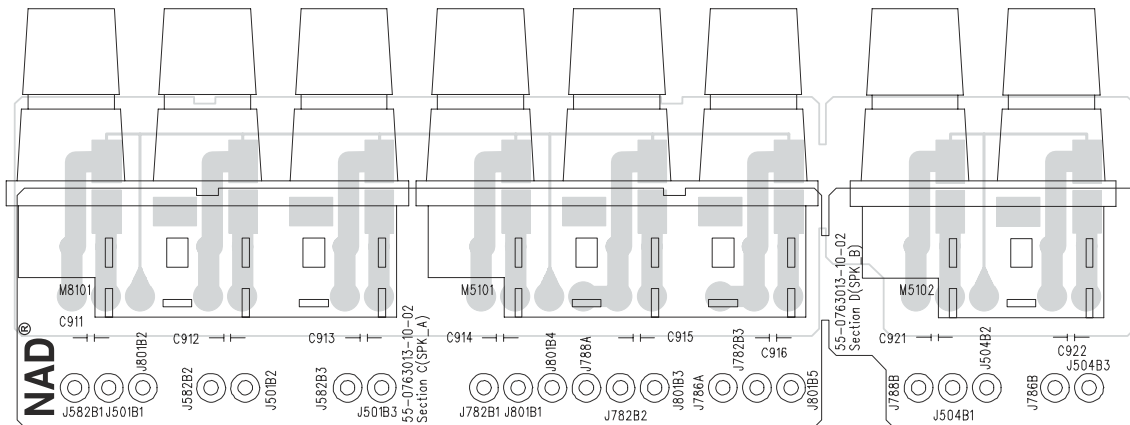 M8101
M5101
M5102
C911
C912
C913
C914
C915
C916
C921
C922
NAD®
J801B2
J582B2
J501B2
J582B3
J501B3
55-0763013-10-02
Section C(SPK_A)
J801B4
J788A
J801B3
J786A
J782B3
J801B5
55-0763013-10-02
Section D(SPK_B)
J788B
J504B2
J786B
J504B3
J582B1
J501B1
J782B1
J801B1
J782B2
J504B1